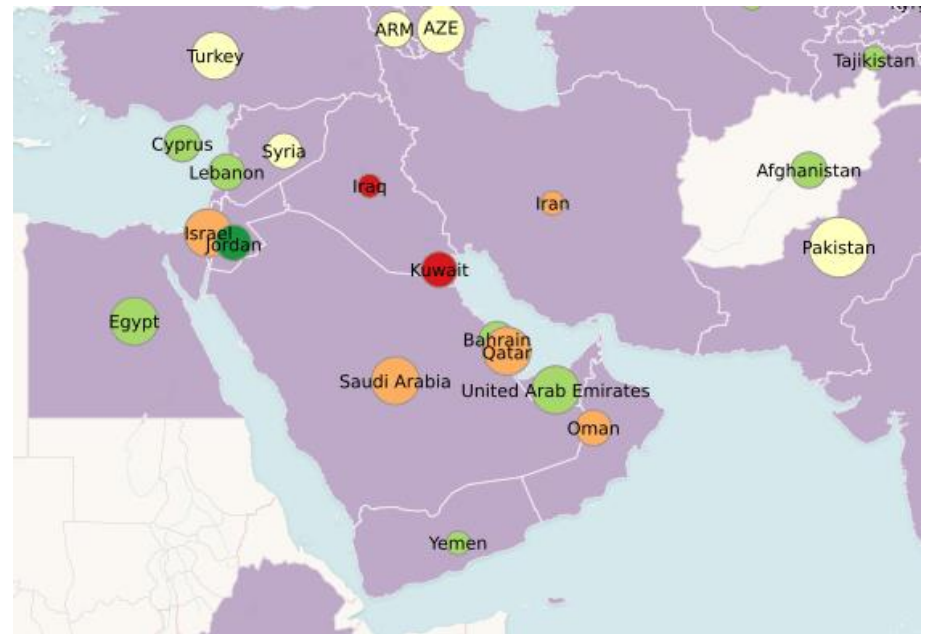 ARM
AZE
Turkey
Tajikistan
Cyprus
Syria
Lebanon
Afghanistan
Iraq
Iran
Israel
Jordan
Pakistan
Kuwait
Egypt
Bahrain
Qatar
Saudi Arabia
United Arab Emirates
Oman
Yemen